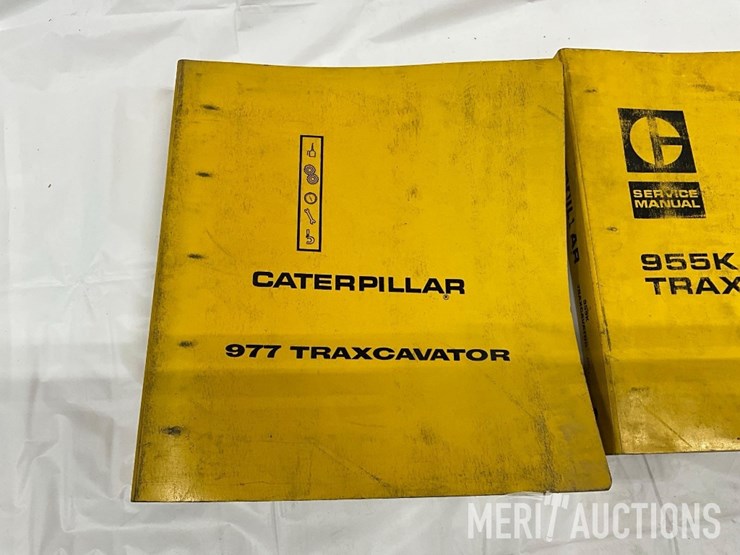 CATERPILLAR
977 TRAXCAVATOR
SERVICE
MANUAL
955K
TRAX
MERIT AUCTIONS